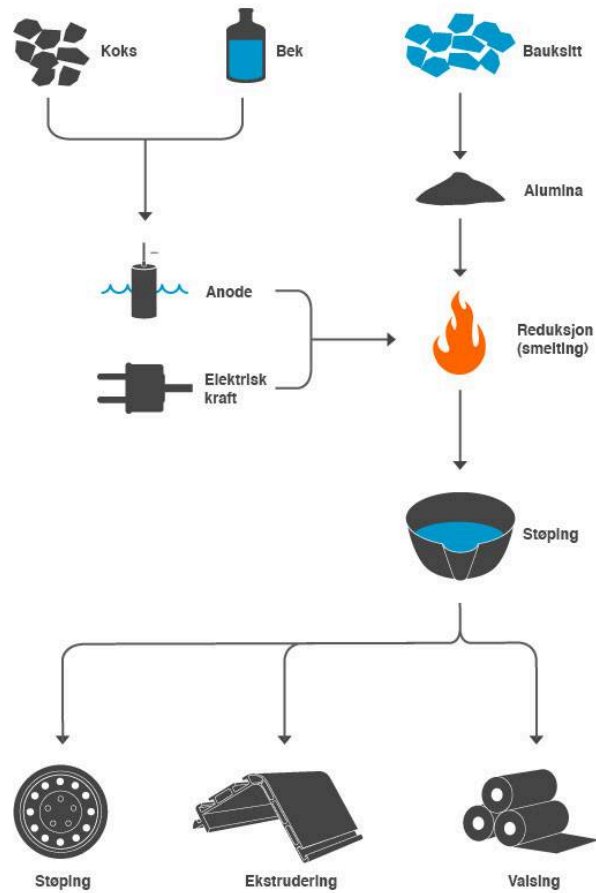 Koks
Bek
Bauksitt
Alumina
Anode
Reduksjon
(smelting)
Elektrisk
kraft
Støping
Støping
Ekstrudering
Valsing